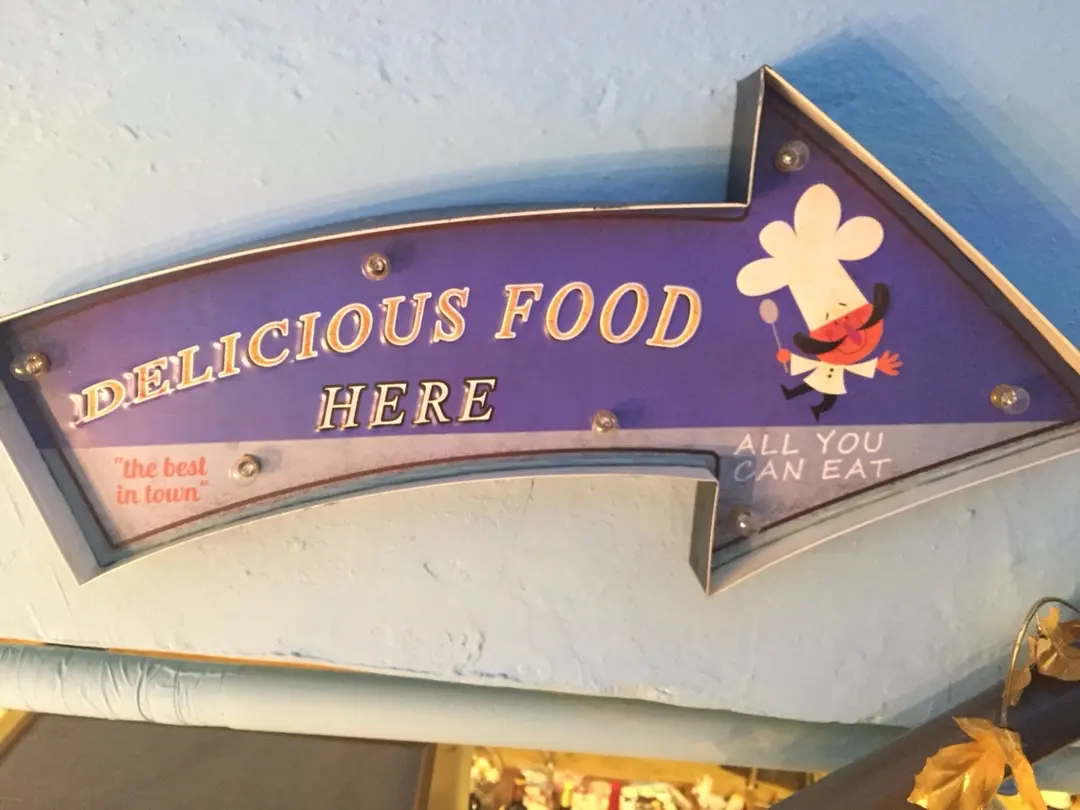 DELICIOUS FOOD
HERE
"the best
in town"
ALL YOU
CAN EAT